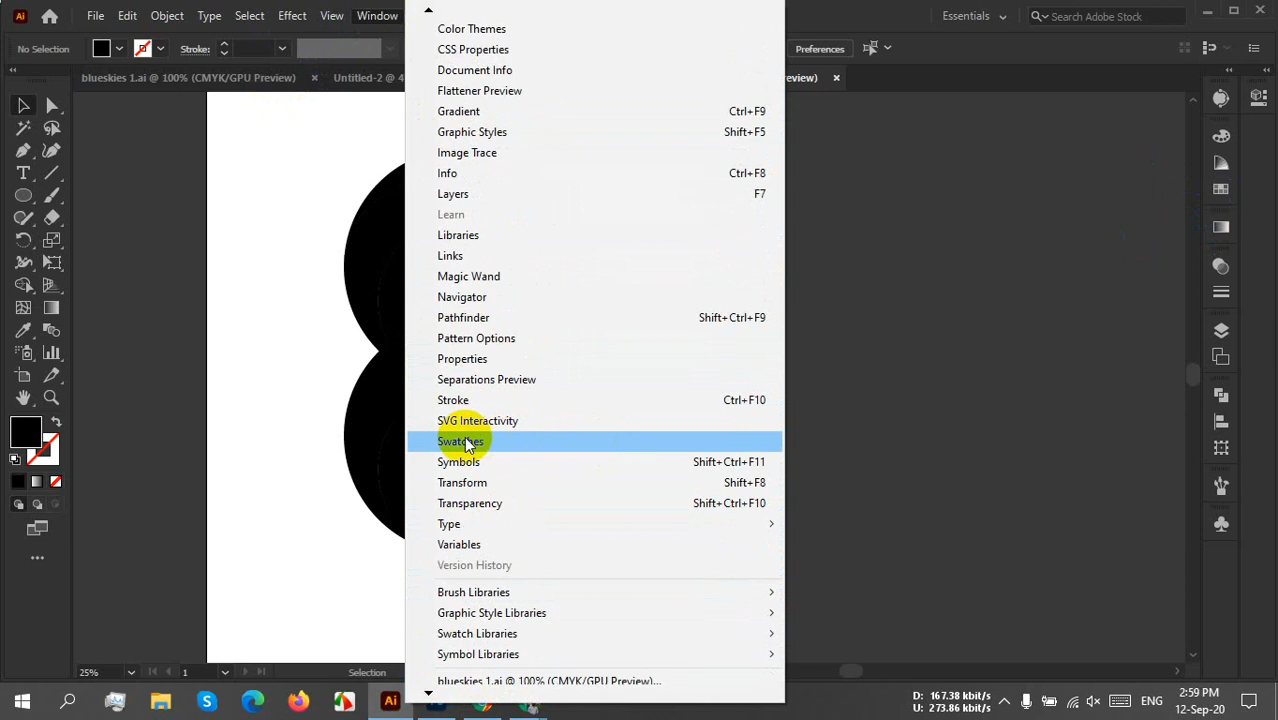 Ai File Edit Object Type Select Effect Window Essentials Search Adobe Stock
No Selection Stroke: Preferences
blueskies 1.ai @ 100% (CMYK/GPU Preview) × Untitled-2 @ 4 eview) ×
Color Themes
CSS Properties
Document Info
Flattener Preview
Gradient Ctrl+F9
Graphic Styles Shift+F5
Image Trace
Info Ctrl+F8
Layers F7
Learn
Libraries
Links
Magic Wand
Navigator
Pathfinder Shift+Ctrl+F9
Pattern Options
Properties
Separations Preview
Stroke Ctrl+F10
SVG Interactivity
Swatches
Symbols Shift+Ctrl+F11
Transform Shift+F8
Transparency Shift+Ctrl+F10
Type
Variables
Version History
Brush Libraries
Graphic Style Libraries
Swatch Libraries
Symbol Libraries
blueskies 1.ai @ 100% (CMYK/GPU Preview)...
25% 1 Selection
Ai D: 167.38 kbit/s ENG 2:59 PM
U: 273.86 kbit/s 12-Sep-20